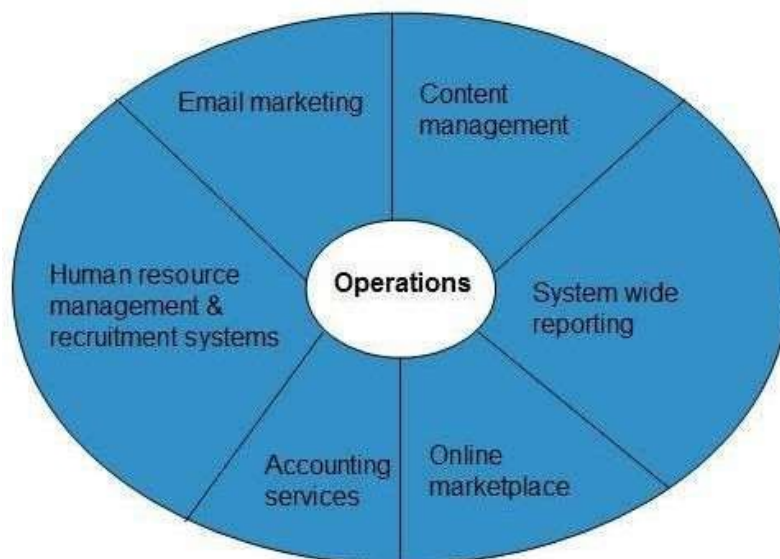 Email marketing
Content
management
Human resource
management &
recruitment systems
Operations
System wide
reporting
Accounting
services
Online
marketplace